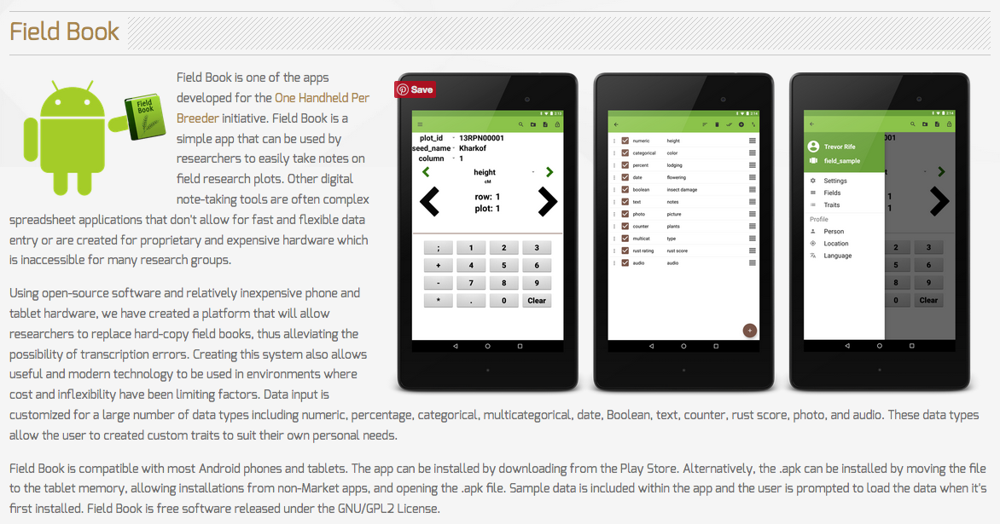 Field Book
Field
Book
Field Book is one of the apps
developed for the One Handheld Per
Breeder initiative. Field Book is a
simple app that can be used by
researchers to easily take notes on
field research plots. Other digital
note-taking tools are often complex
spreadsheet applications that don't allow for fast and flexible data
entry or are created for proprietary and expensive hardware which
is inaccessible for many research groups.
Using open-source software and relatively inexpensive phone and
tablet hardware, we have created a platform that will allow
researchers to replace hard-copy field books, thus alleviating the
possibility of transcription errors. Creating this system also allows
useful and modern technology to be used in environments where
cost and inflexibility have been limiting factors. Data input is
customized for a large number of data types including numeric, percentage, categorical, multicategorical, date, Boolean, text, counter, rust score, photo, and audio. These data types
allow the user to created custom traits to suit their own personal needs.
Field Book is compatible with most Android phones and tablets. The app can be installed by downloading from the Play Store. Alternatively, the .apk can be installed by moving the file
to the tablet memory, allowing installations from non-Market apps, and opening the .apk file. Sample data is included within the app and the user is prompted to load the data when it's
first installed. Field Book is free software released under the GNU/GPL2 License.
Save
plot_id - 13RPN00001
seed_name - Kharkof
column - 1
height
cM
row: 1
plot: 1
; 1 2 3
+ 4 5 6
- 7 8 9
* . 0 Clear
numeric height
categorical color
percent lodging
date flowering
boolean insect damage
text notes
photo picture
counter plants
multicat type
rust rating rust score
audio audio
+
001
Trevor Rife
field_sample
Settings
Fields
Traits
Profile
Person
Location
Language
1
1
2 3
5 6
8 9
0 Clear